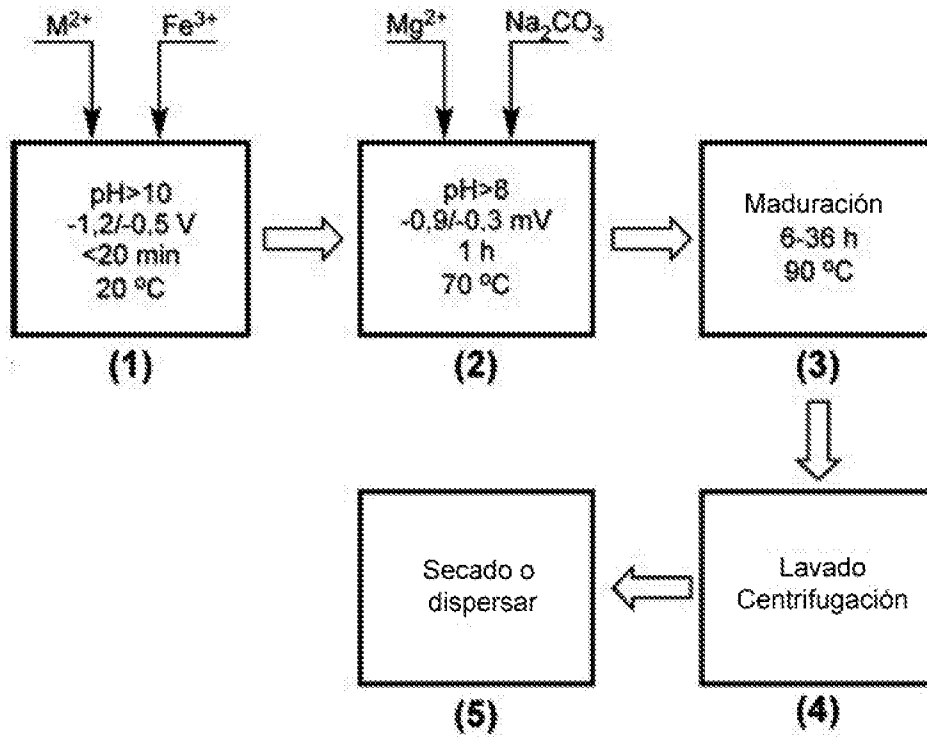 M²⁺ Fe³⁺ Mg²⁺ Na₂CO₃
pH>10
-1,2/-0,5 V
<20 min
20 ºC
(1)
pH>8
-0,9/-0,3 mV
1 h
70 ºC
(2)
Maduración
6-36 h
90 ºC
(3)
Lavado
Centrifugación
(4)
Secado o
dispersar
(5)